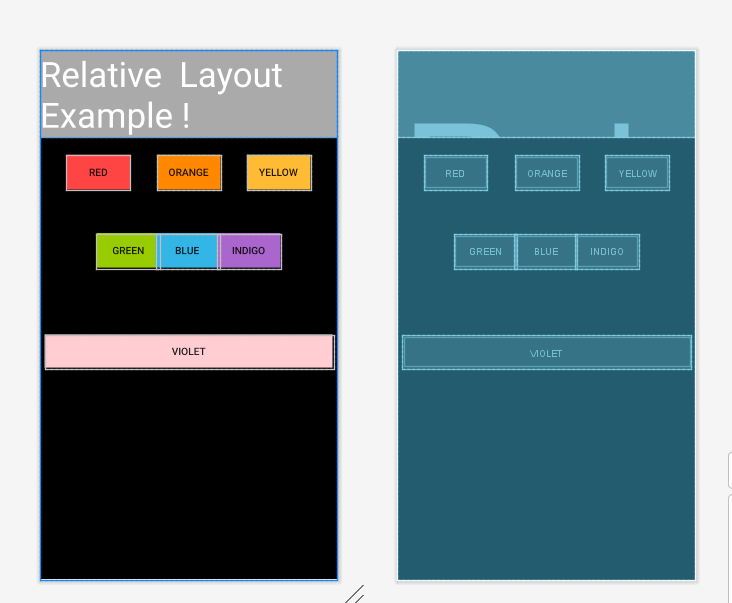 Relative  Layout
Example !
RED
ORANGE
YELLOW
GREEN
BLUE
INDIGO
VIOLET
RED
ORANGE
YELLOW
GREEN
BLUE
INDIGO
VIOLET